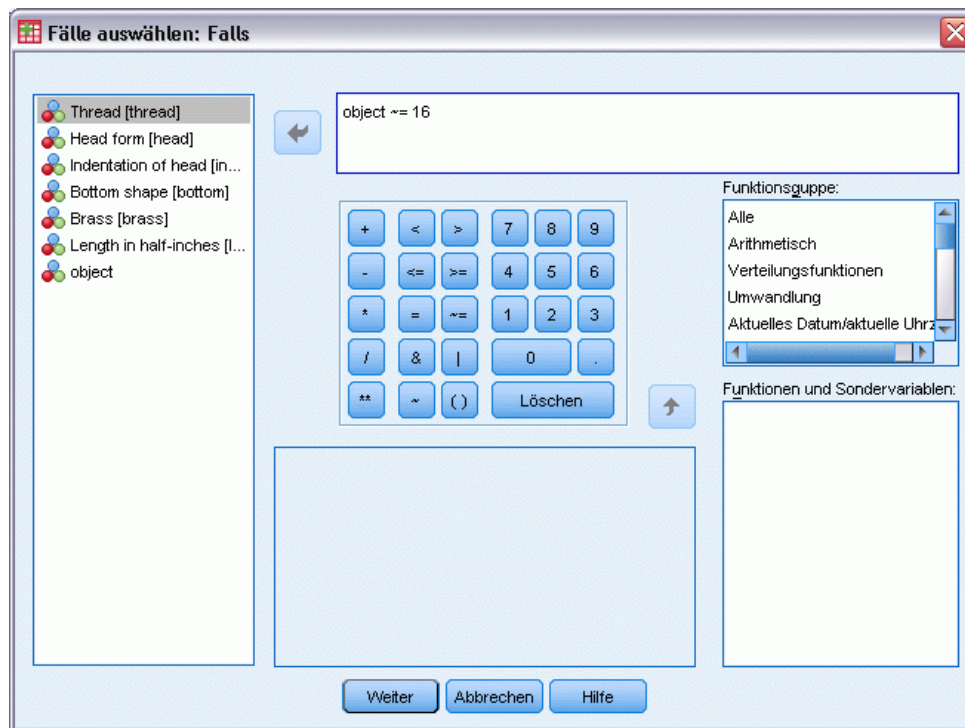 Fälle auswählen: Falls
Thread [thread]
Head form [head]
Indentation of head [in...
Bottom shape [bottom]
Brass [brass]
Length in half-inches [l...
object
object ~= 16
+ < > 7 8 9
- <= >= 4 5 6
* = ~= 1 2 3
/ & | 0 .
** ~ ( ) Löschen
Funktionsgruppe:
Alle
Arithmetisch
Verteilungsfunktionen
Umwandlung
Aktuelles Datum/aktuelle Uhrz
Funktionen und Sondervariablen:
Weiter Abbrechen Hilfe